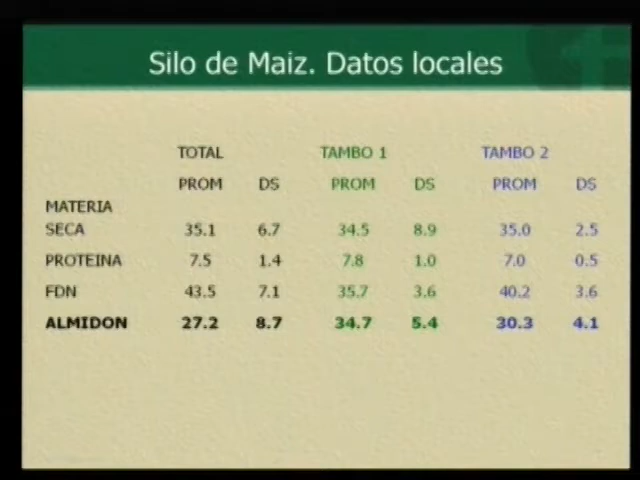 Silo de Maiz. Datos locales
TOTAL TAMBO 1 TAMBO 2
PROM DS PROM DS PROM DS
MATERIA
SECA 35.1 6.7 34.5 8.9 35.0 2.5
PROTEINA 7.5 1.4 7.8 1.0 7.0 0.5
FDN 43.5 7.1 35.7 3.6 40.2 3.6
ALMIDON 27.2 8.7 34.7 5.4 30.3 4.1